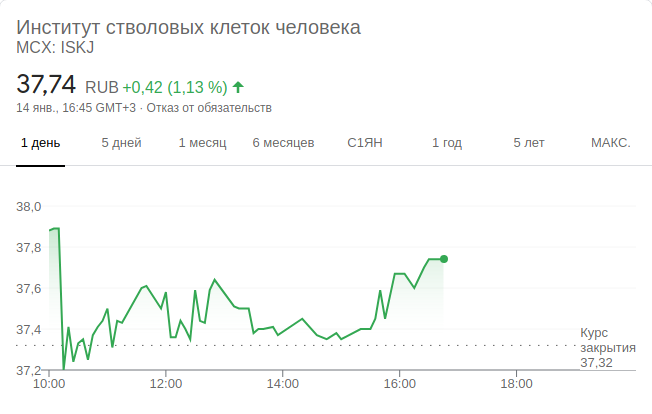 Институт стволовых клеток человека
MCX: ISKJ
37,74 RUB +0,42 (1,13 %)
14 янв., 16:45 GMT+3 · Отказ от обязательств
1 день 5 дней 1 месяц 6 месяцев С1ЯН 1 год 5 лет МАКС.
38,0
37,8
37,6
37,4
37,2
Курс
закрытия
37,32
10:00 12:00 14:00 16:00 18:00